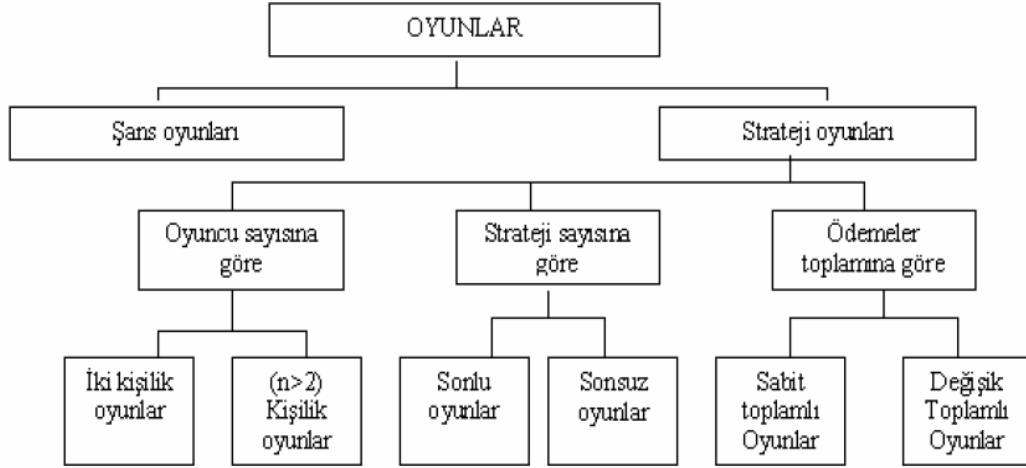 OYUNLAR
Şans oyunları
Strateji oyunları
Oyuncu sayısına
göre
Strateji sayısına
göre
Ödemeler
toplamına göre
İki kişilik
oyunlar
(n>2)
Kişilik
oyunlar
Sonlu
oyunlar
Sonsuz
oyunlar
Sabit
toplamlı
Oyunlar
Değişik
Toplamlı
Oyunlar